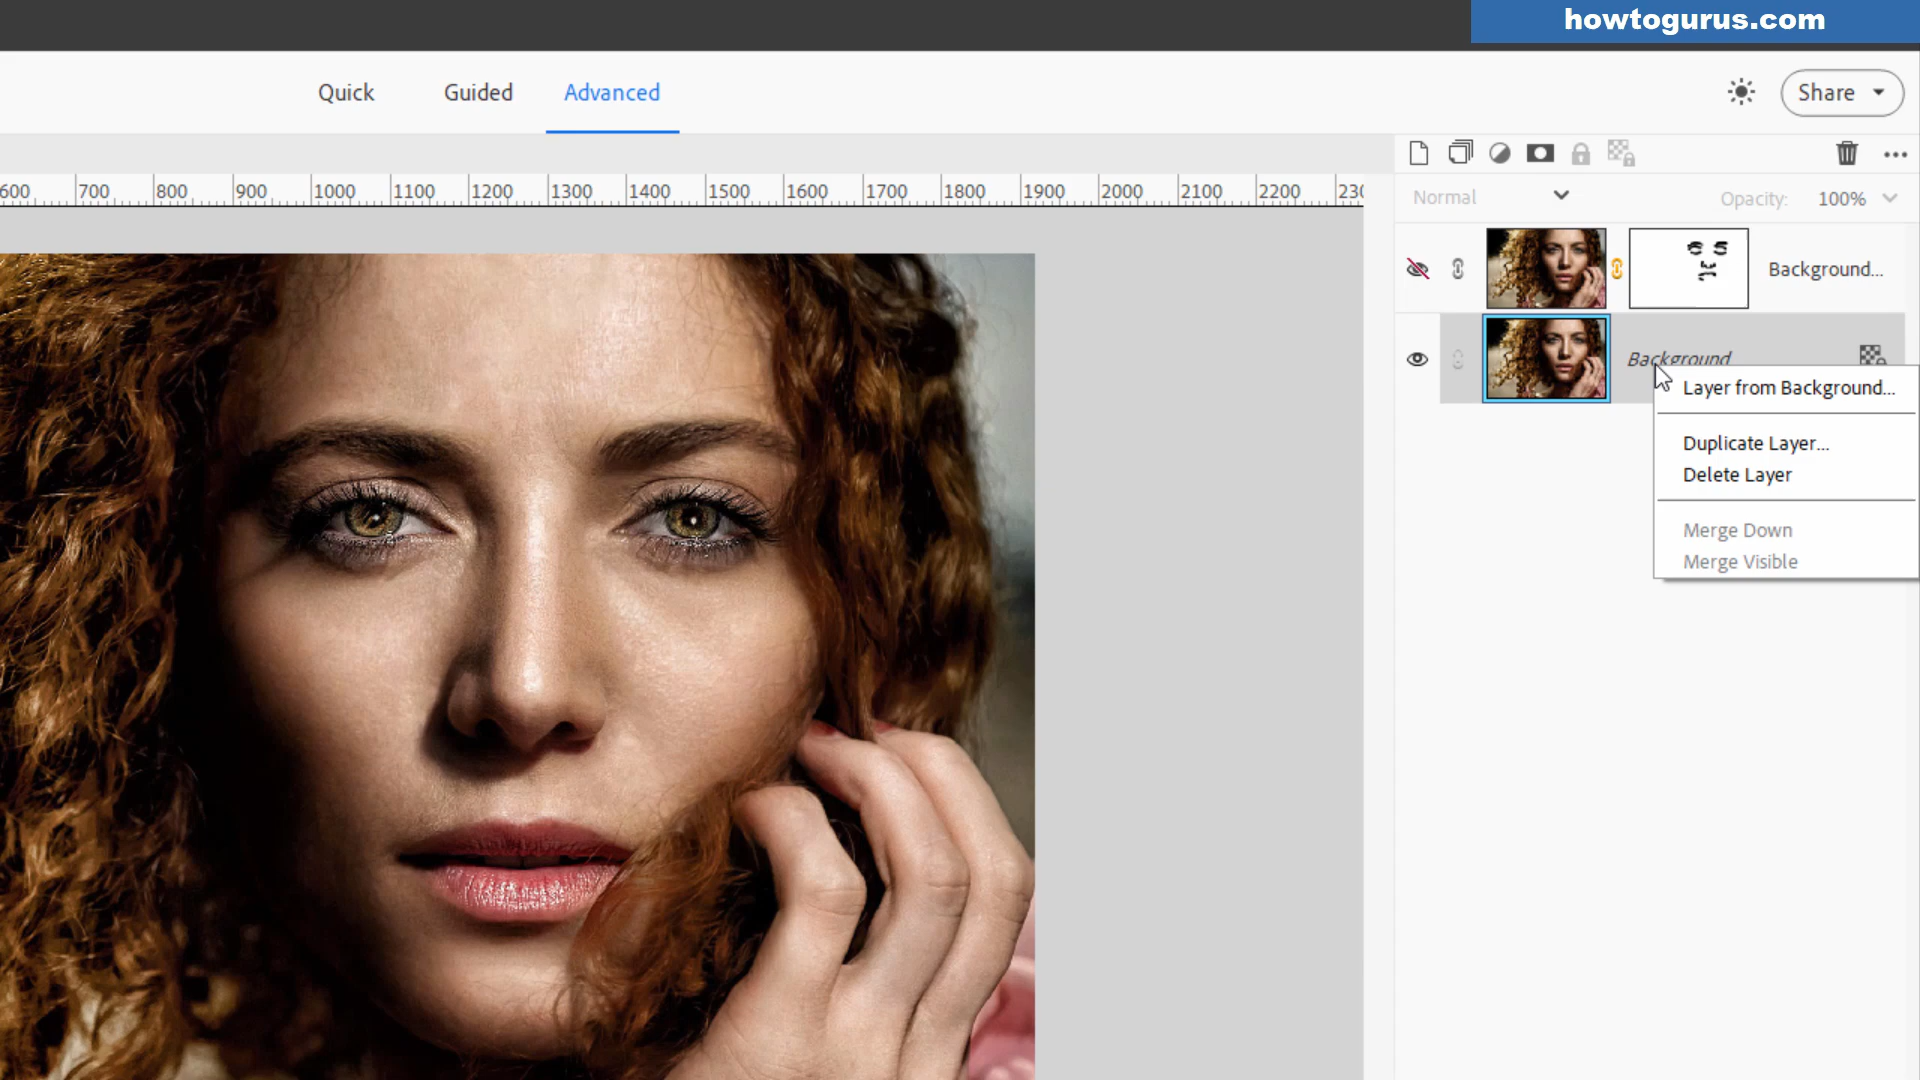 howtogurus.com
Quick Guided Advanced
Share
600 700 800 900 1000 1100 1200 1300 1400 1500 1600 1700 1800 1900 2000 2100 2200
Normal Opacity: 100%
Background...
Background
Layer from Background...
Duplicate Layer...
Delete Layer
Merge Down
Merge Visible